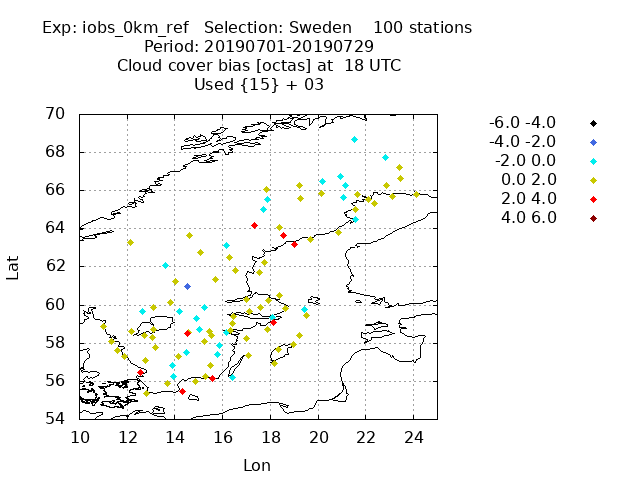 Exp: iobs_0km_ref   Selection: Sweden    100 stations
Period: 20190701-20190729
Cloud cover bias [octas] at  18 UTC
Used {15} + 03
70
68
66
64
62
60
58
56
54
Lat
10 12 14 16 18 20 22 24
Lon
-6.0 -4.0
-4.0 -2.0
-2.0 0.0
0.0 2.0
2.0 4.0
4.0 6.0